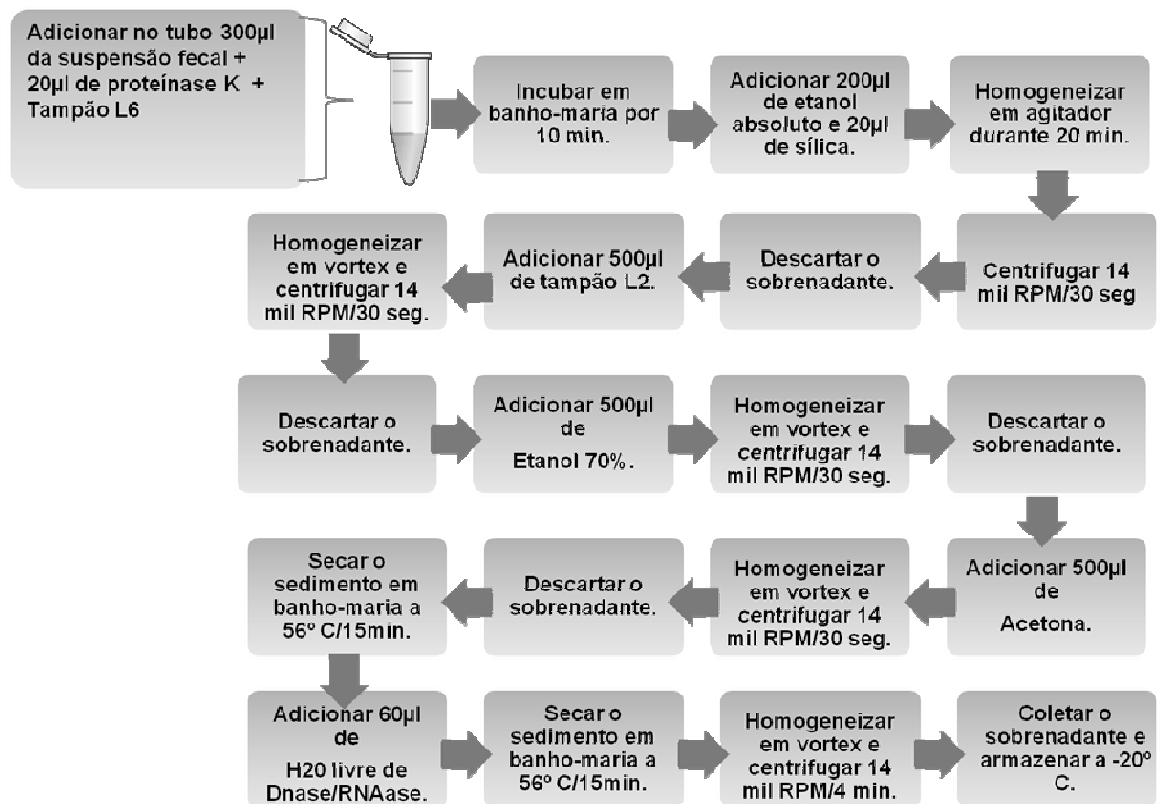 Adicionar no tubo 300µl
da suspensão fecal +
20µl de proteínase K +
Tampão L6
Incubar em
banho-maria por
10 min.
Adicionar 200µl
de etanol
absoluto e 20µl
de sílica.
Homogeneizar
em agitador
durante 20 min.
Centrifugar 14
mil RPM/30 seg
Descartar o
sobrenadante.
Adicionar 500µl
de tampão L2.
Homogeneizar
em vortex e
centrifugar 14
mil RPM/30 seg.
Descartar o
sobrenadante.
Adicionar 500µl
de
Etanol 70%.
Homogeneizar
em vortex e
centrifugar 14
mil RPM/30 seg.
Descartar o
sobrenadante.
Adicionar 500µl
de
Acetona.
Homogeneizar
em vortex e
centrifugar 14
mil RPM/30 seg.
Descartar o
sobrenadante.
Secar o
sedimento em
banho-maria a
56º C/15min.
Adicionar 60µl
de
H20 livre de
Dnase/RNAase.
Secar o
sedimento em
banho-maria a
56º C/15min.
Homogeneizar
em vortex e
centrifugar 14
mil RPM/4 min.
Coletar o
sobrenadante e
armazenar a -20º
C.